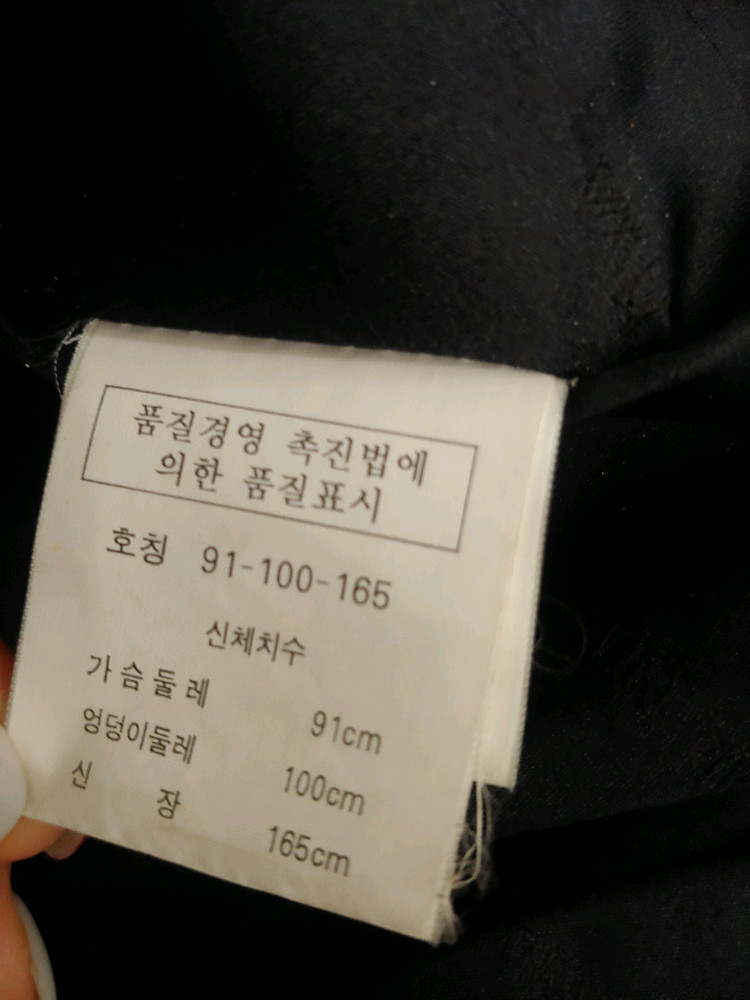 품질경영 촉진법에
의한 품질표시
호칭 91-100-165
신체치수
가슴둘레 91cm
엉덩이둘레 100cm
신 장 165cm